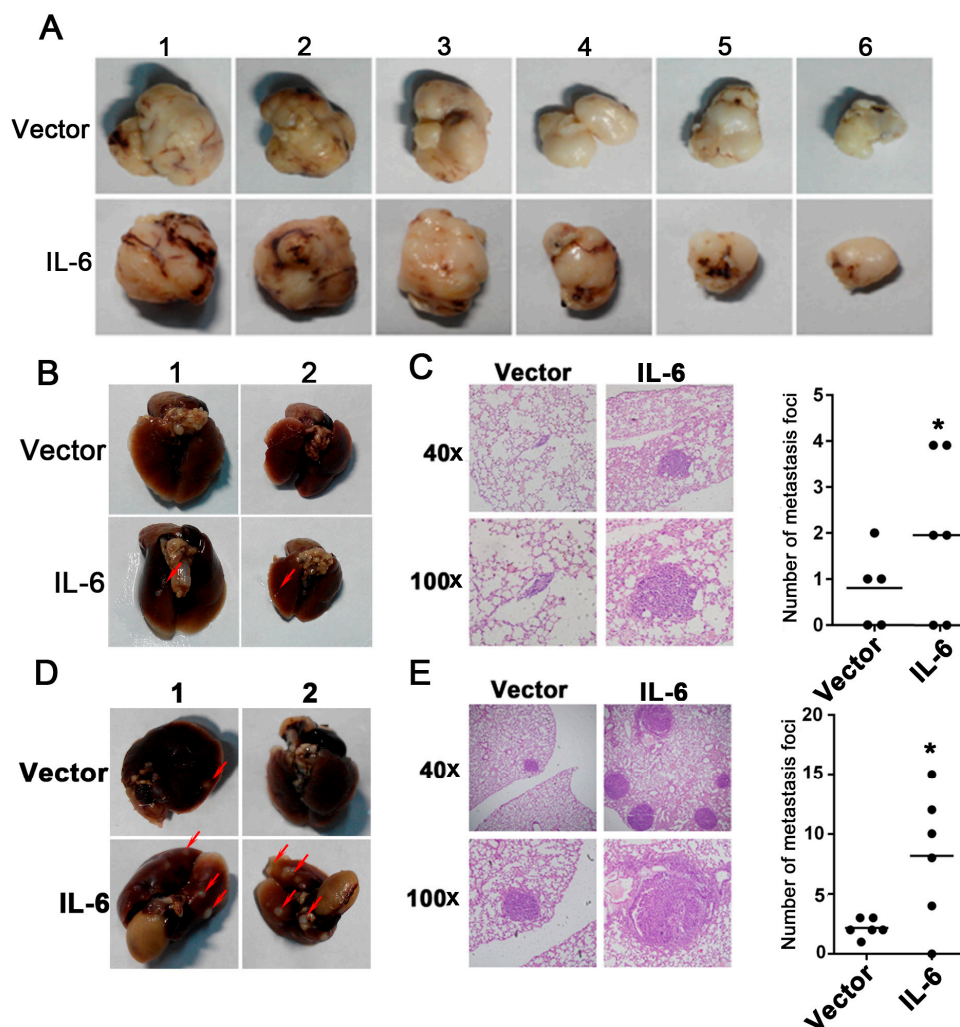 A
1 2 3 4 5 6
Vector
IL-6
B
1 2
Vector
IL-6
C
Vector IL-6
40x
100x
Number of metastasis foci
5
4
3
2
1
0
*
Vector
IL-6
D
1 2
Vector
IL-6
E
Vector IL-6
40x
100x
Number of metastasis foci
20
15
10
5
0
*
Vector
IL-6